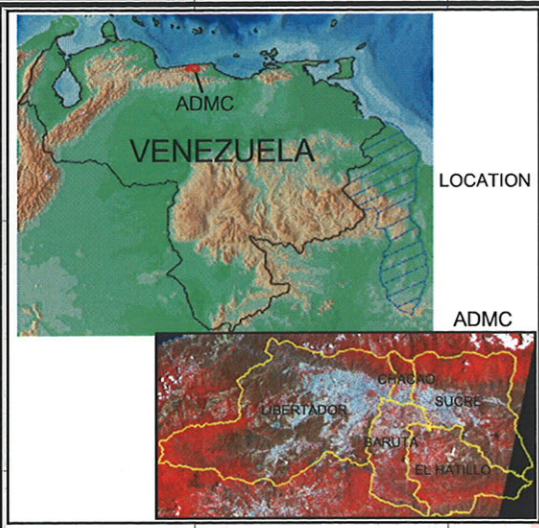 ADMC
VENEZUELA
LOCATION
ADMC
CHACAO
SUCRE
LIBERTADOR
BARUTA
EL HATILLO